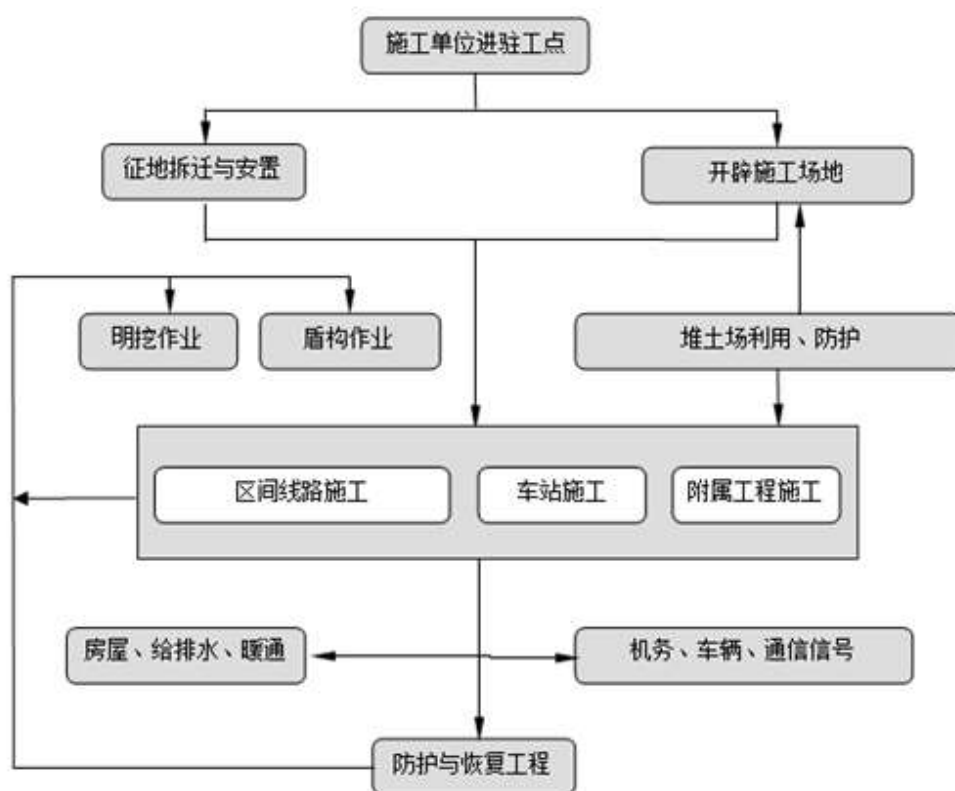 施工单位进驻工点
征地拆迁与安置
开辟施工场地
明挖作业
盾构作业
堆土场利用、防护
区间线路施工
车站施工
附属工程施工
房屋、给排水、暖通
机务、车辆、通信信号
防护与恢复工程